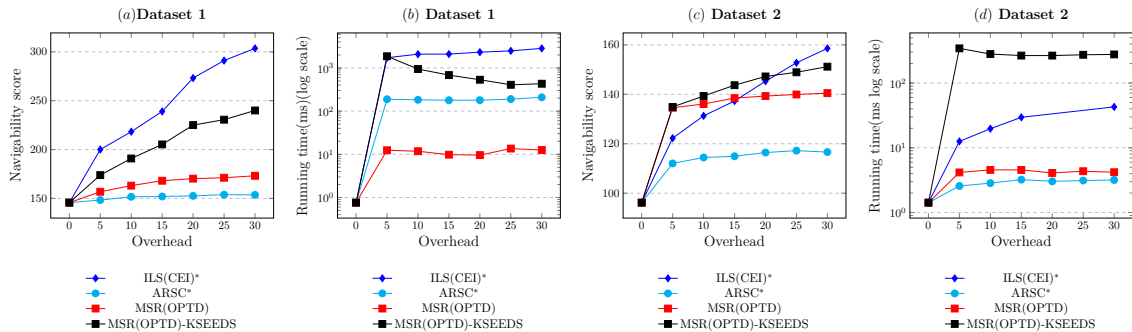 (a) Dataset 1
Navigability score
300
250
200
150
0 5 10 15 20 25 30
Overhead
ILS(CEI)*
ARSC*
MSR(OPTD)
MSR(OPTD)-KSEEDS
(b) Dataset 1
Running time(ms)(log scale)
10^3
10^2
10^1
10^0
0 5 10 15 20 25 30
Overhead
ILS(CEI)*
ARSC*
MSR(OPTD)
MSR(OPTD)-KSEEDS
(c) Dataset 2
Navigability score
160
140
120
100
0 5 10 15 20 25 30
Overhead
ILS(CEI)*
ARSC*
MSR(OPTD)
MSR(OPTD)-KSEEDS
(d) Dataset 2
Running time(ms log scale)
10^2
10^1
10^0
0 5 10 15 20 25 30
Overhead
ILS(CEI)*
ARSC*
MSR(OPTD)
MSR(OPTD)-KSEEDS